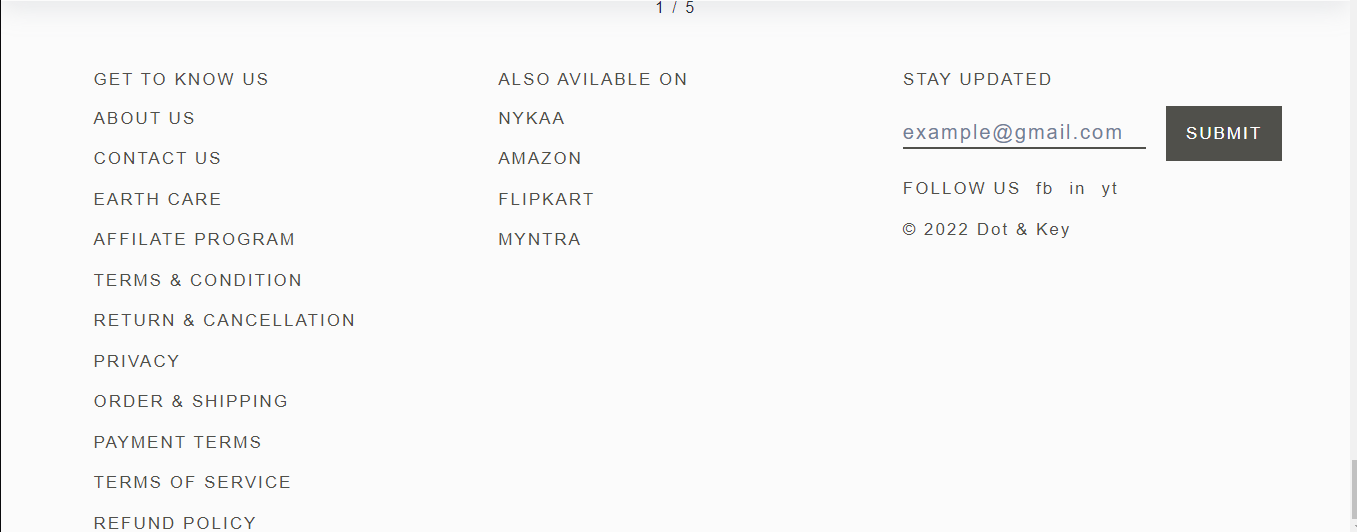 1 / 5
GET TO KNOW US
ABOUT US
CONTACT US
EARTH CARE
AFFILATE PROGRAM
TERMS & CONDITION
RETURN & CANCELLATION
PRIVACY
ORDER & SHIPPING
PAYMENT TERMS
TERMS OF SERVICE
REFUND POLICY
ALSO AVILABLE ON
NYKAA
AMAZON
FLIPKART
MYNTRA
STAY UPDATED
example@gmail.com
SUBMIT
FOLLOW US fb in yt
© 2022 Dot & Key